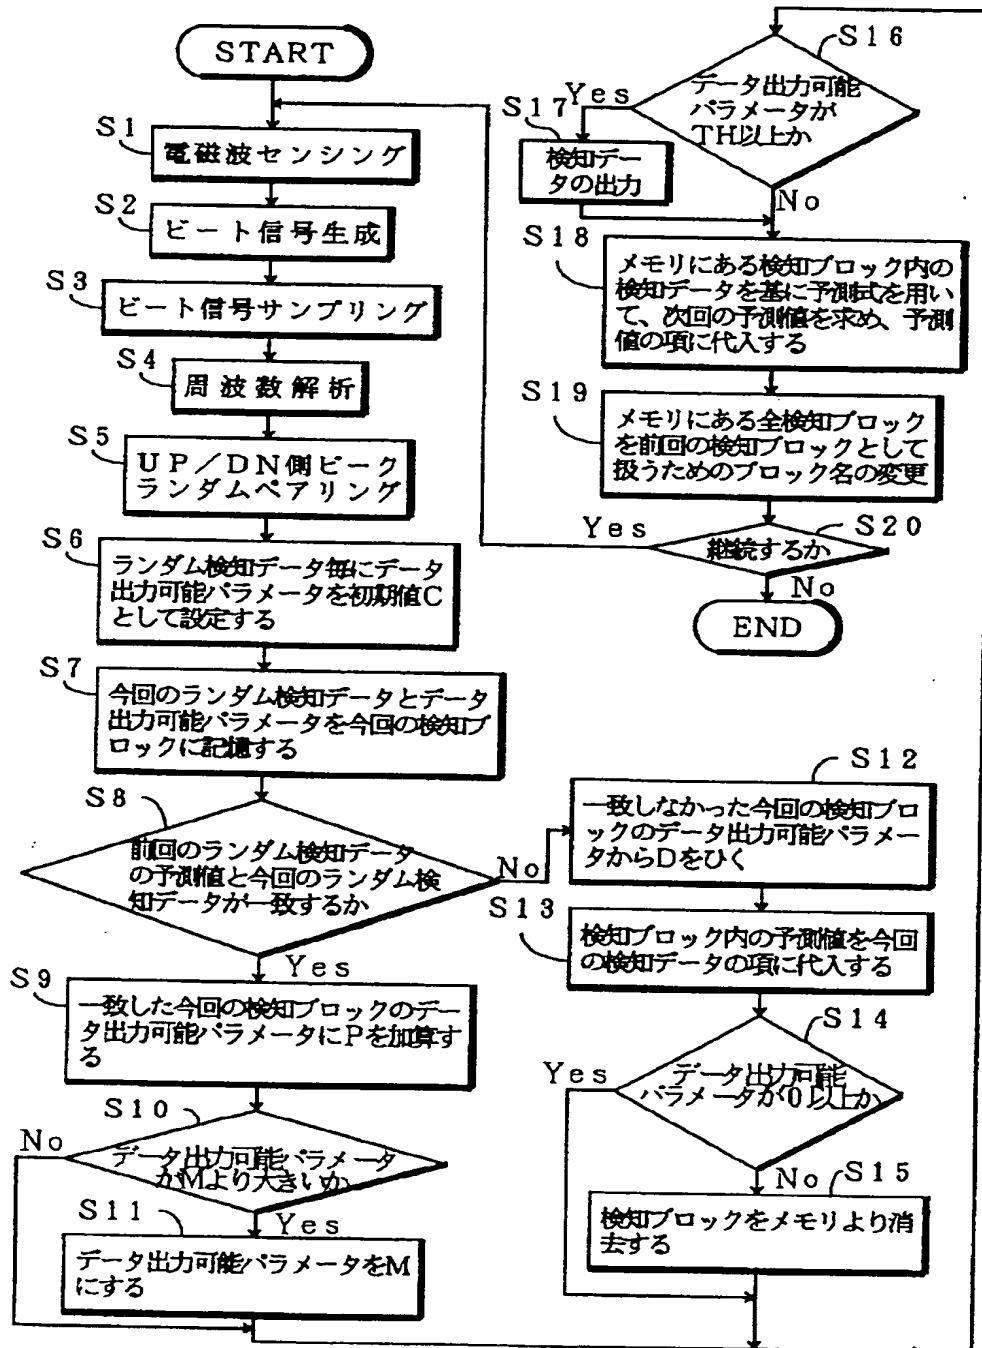 START
S1
電磁波センシング
S2
ビート信号生成
S3
ビート信号サンプリング
S4
周波数解析
S5
UP/DN側ピーク
ランダムペアリング
S6
ランダム検知データ毎にデータ
出力可能パラメータを初期値C
として設定する
S7
今回のランダム検知データとデータ
出力可能パラメータを今回の検知ブ
ロックに記憶する
S8
前回のランダム検知データ
の予測値と今回のランダム検
知データが一致するか
No
Yes
S9
一致した今回の検知ブロックのデー
タ出力可能パラメータにPを加算す
る
S10
No
データ出力可能パラメータ
がMより大きいか
Yes
S11
データ出力可能パラメータをM
にする
S12
一致しなかった今回の検知ブロ
ックのデータ出力可能パラメー
タからDをひく
S13
検知ブロック内の予測値を今回
の検知データの項に代入する
S14
Yes
データ出力可能
パラメータが0以上か
No
S15
検知ブロックをメモリより消
去する
S16
データ出力可能
パラメータが
TH以上か
Yes
No
S17
検知デー
タの出力
S18
メモリにある検知ブロック内の
検知データを基に予測式を用い
て、次回の予測値を求め、予測
値の項に代入する
S19
メモリにある全検知ブロック
を前回の検知ブロックとして
扱うためのブロック名の変更
S20
Yes
継続するか
No
END